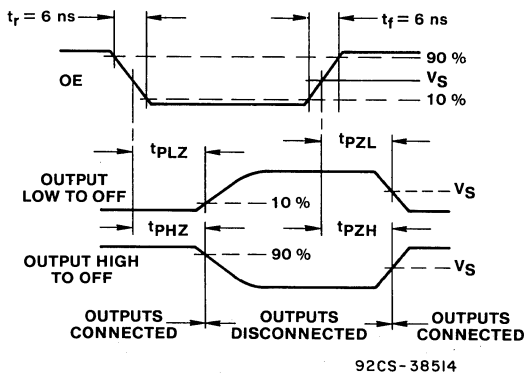 tr = 6 ns
tf = 6 ns
90 %
OE
VS
10 %
tPLZ
tPZL
OUTPUT
LOW TO OFF
10 %
VS
tPHZ
tPZH
90 %
OUTPUT HIGH
TO OFF
VS
OUTPUTS
CONNECTED
OUTPUTS
DISCONNECTED
OUTPUTS
CONNECTED
92CS-38514